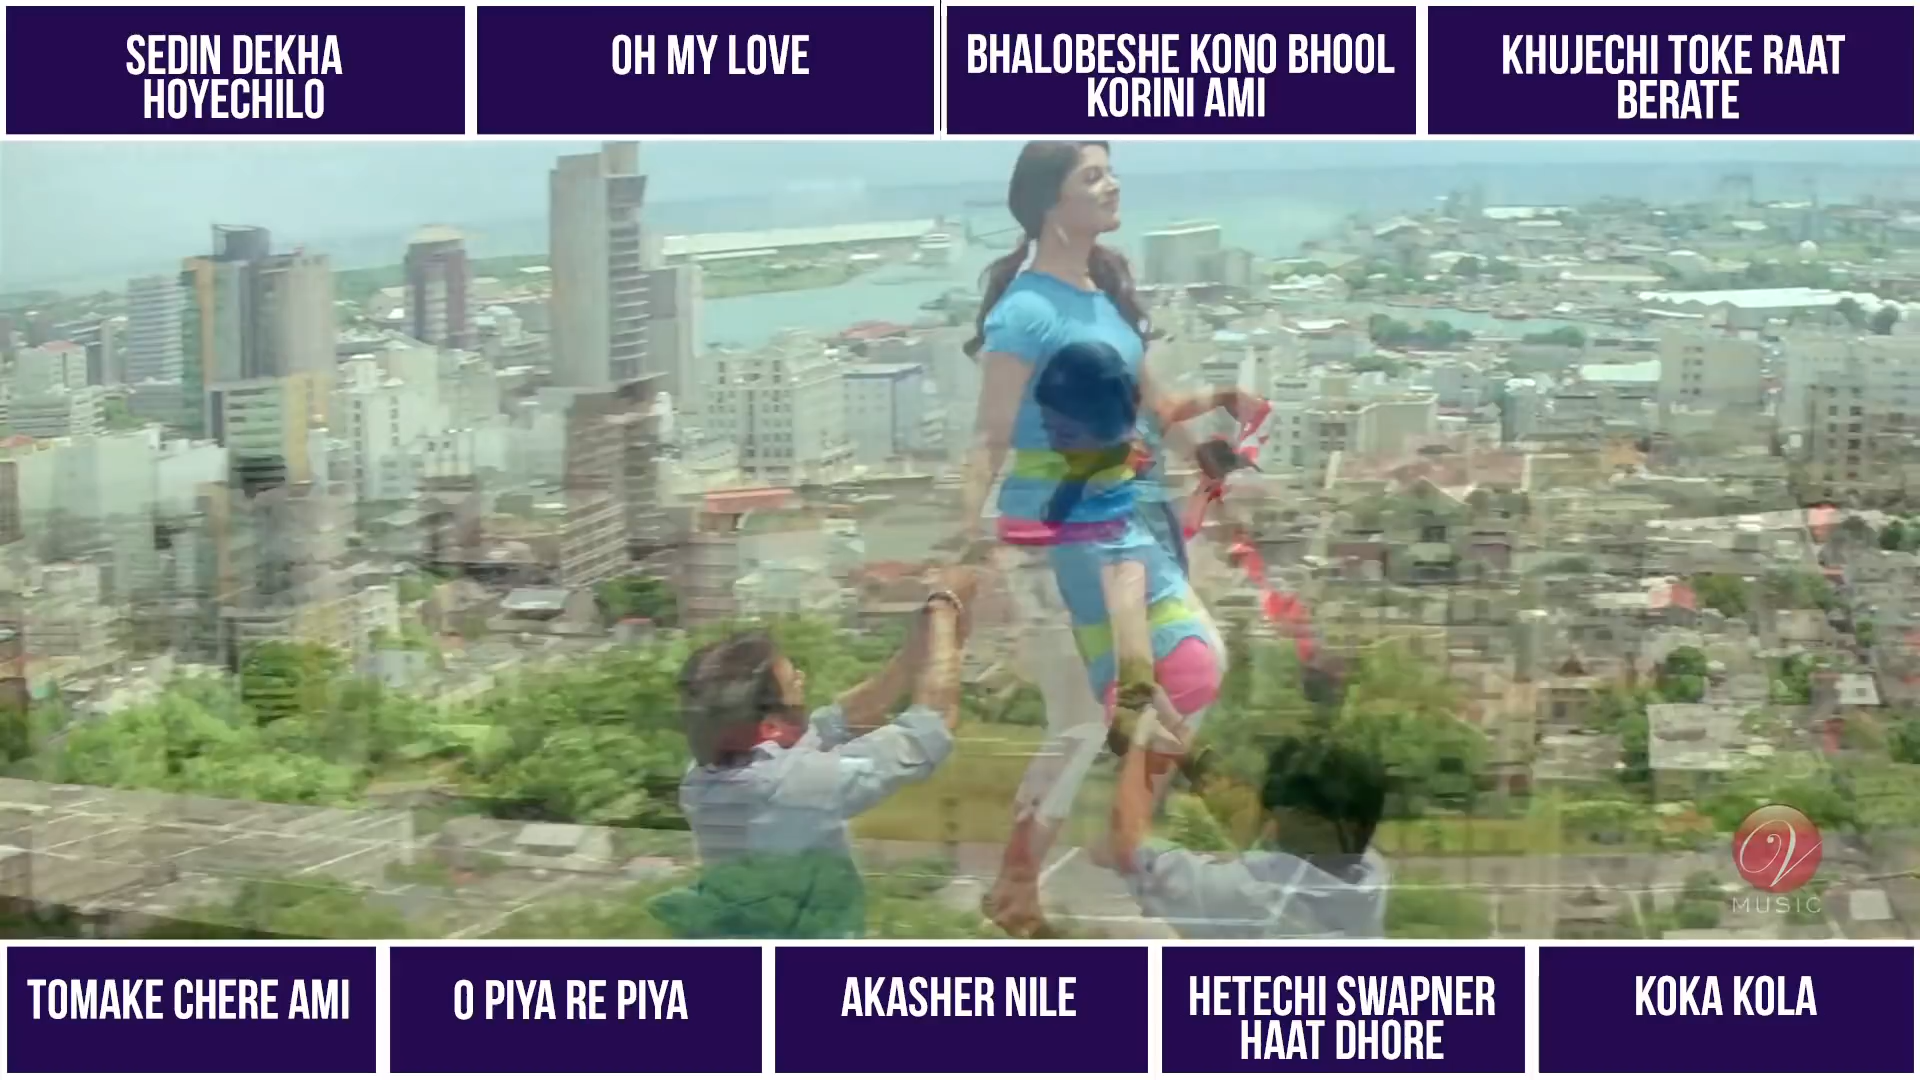 SEDIN DEKHA
HOYECHILO
OH MY LOVE
BHALOBESHE KONO BHOOL
KORINI AMI
KHUJECHI TOKE RAAT
BERATE
V
MUSIC
TOMAKE CHERE AMI
O PIYA RE PIYA
AKASHER NILE
HETECHI SWAPNER
HAAT DHORE
KOKA KOLA